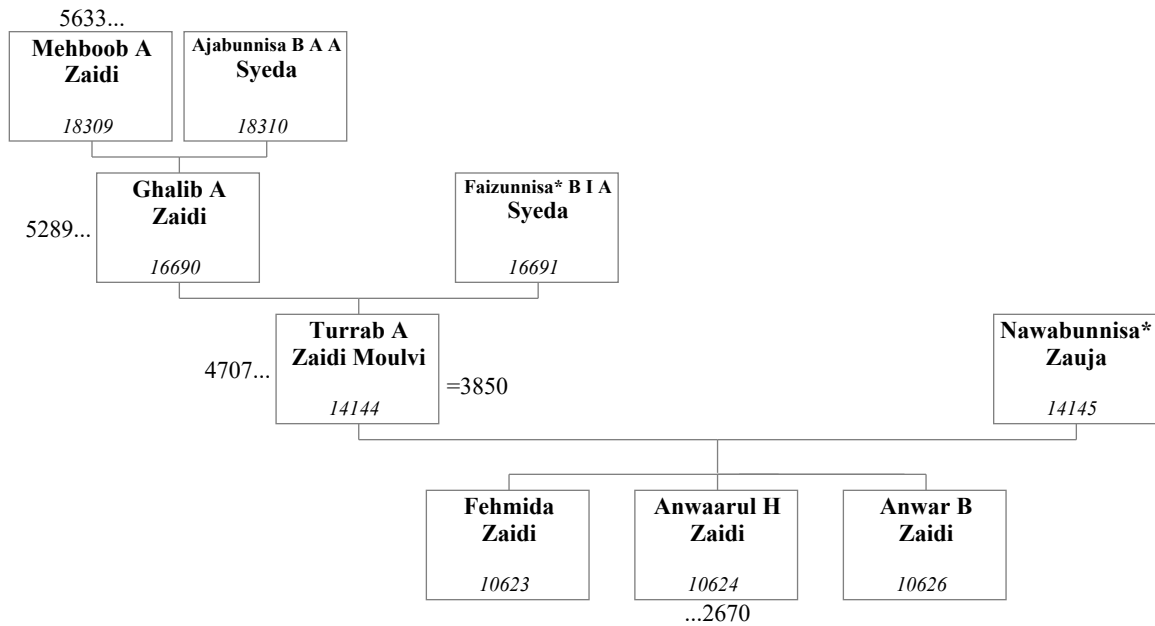 5633...
Mehboob A
Zaidi
18309
Ajabunnisa B A A
Syeda
18310
5289...
Ghalib A
Zaidi
16690
Faizunnisa* B I A
Syeda
16691
4707...
Turrab A
Zaidi Moulvi
14144
=3850
Nawabunnisa*
Zauja
14145
Fehmida
Zaidi
10623
Anwaarul H
Zaidi
10624
...2670
Anwar B
Zaidi
10626